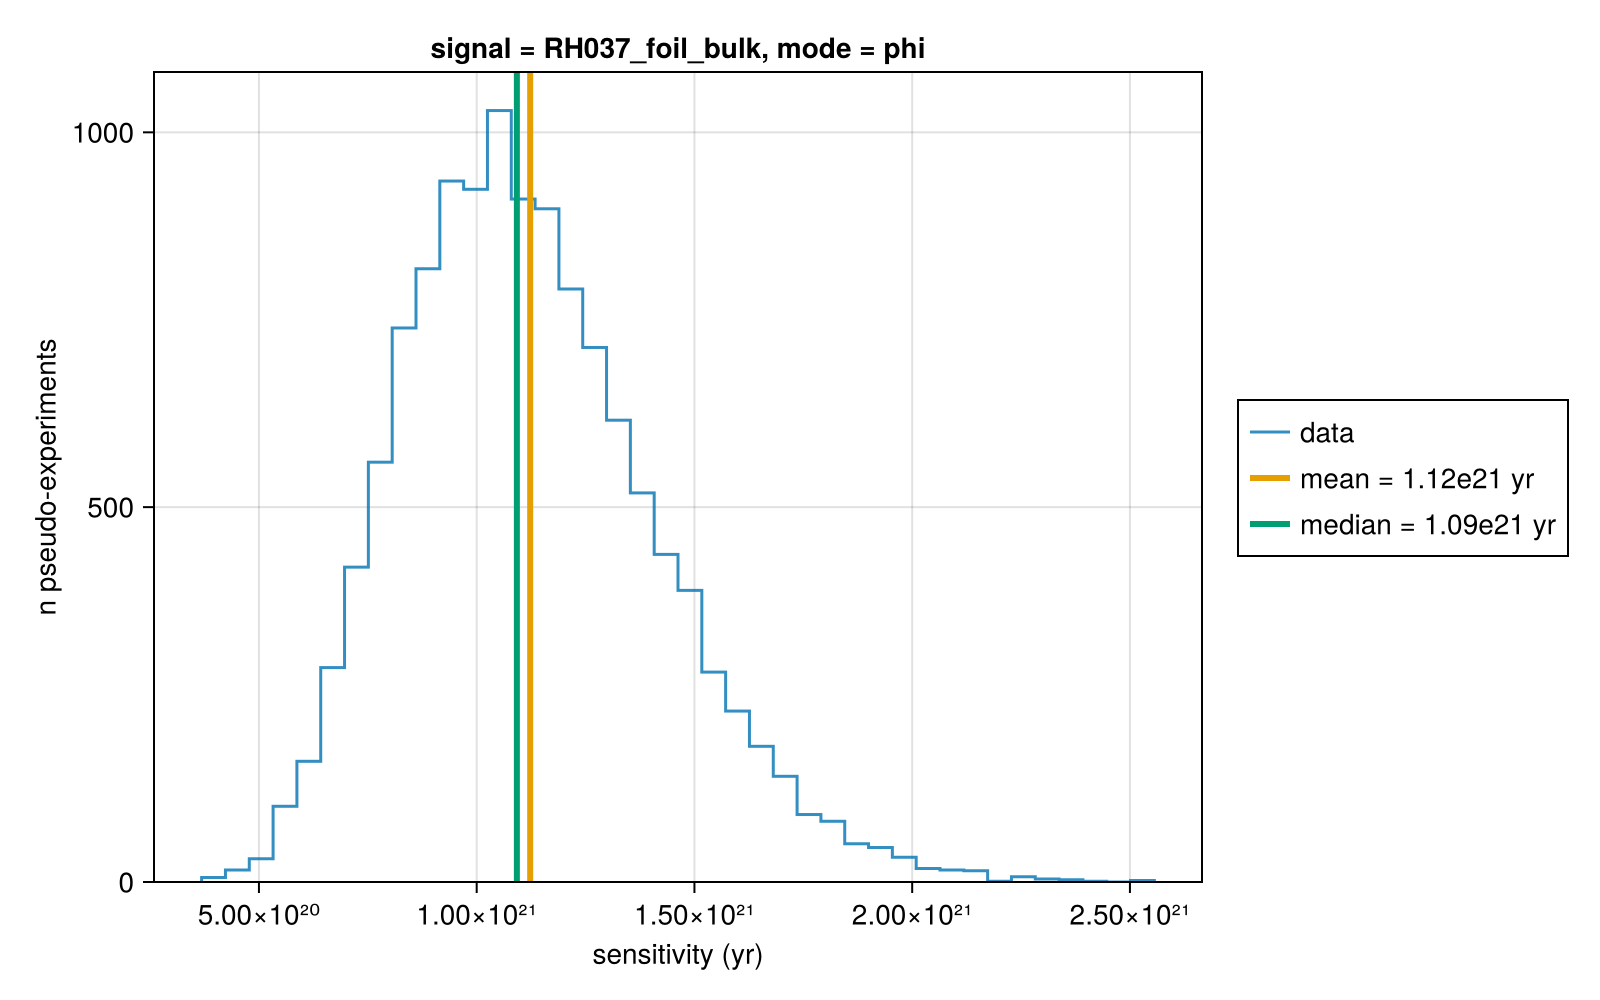 signal = RH037_foil_bulk, mode = phi
n pseudo-experiments
1000
500
0
5.00×10²⁰
1.00×10²¹
1.50×10²¹
2.00×10²¹
2.50×10²¹
sensitivity (yr)
data
mean = 1.12e21 yr
median = 1.09e21 yr